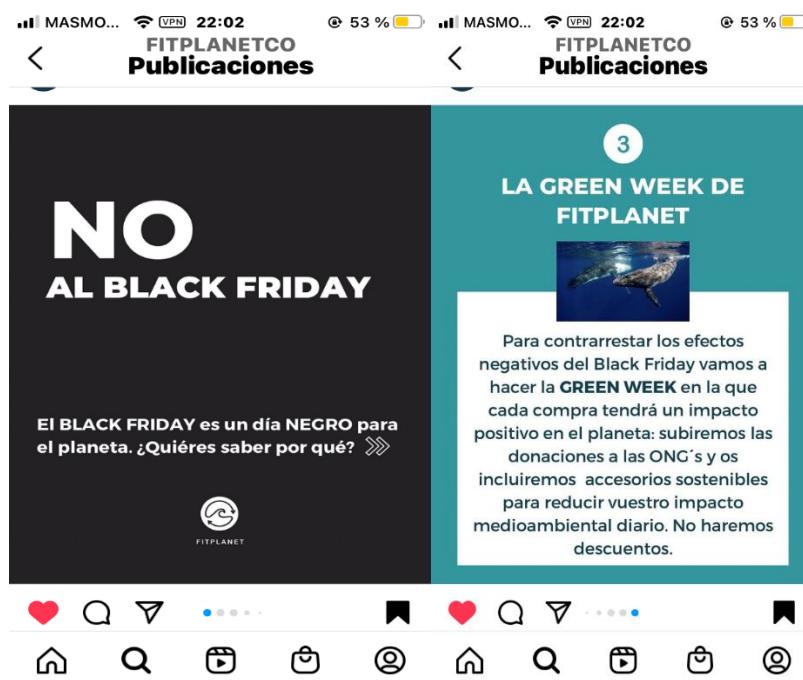 MASMO... VPN 22:02 53 %
FITPLANETCO
Publicaciones
NO
AL BLACK FRIDAY
El BLACK FRIDAY es un día NEGRO para
el planeta. ¿Quiéres saber por qué?
FITPLANET
MASMO... VPN 22:02 53 %
FITPLANETCO
Publicaciones
3
LA GREEN WEEK DE
FITPLANET
Para contrarrestar los efectos
negativos del Black Friday vamos a
hacer la GREEN WEEK en la que
cada compra tendrá un impacto
positivo en el planeta: subiremos las
donaciones a las ONG´s y os
incluiremos accesorios sostenibles
para reducir vuestro impacto
medioambiental diario. No haremos
descuentos.